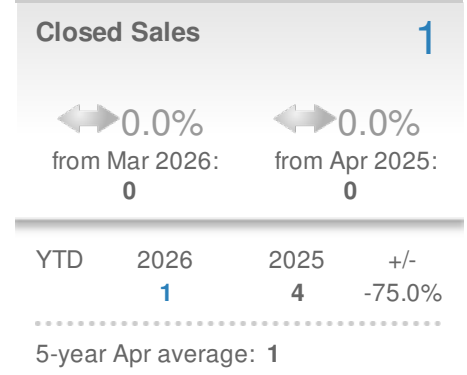 Closed Sales 1
0.0% 0.0%
from Mar 2026: from Apr 2025:
0 0
YTD 2026 2025 +/-
1 4 -75.0%
5-year Apr average: 1